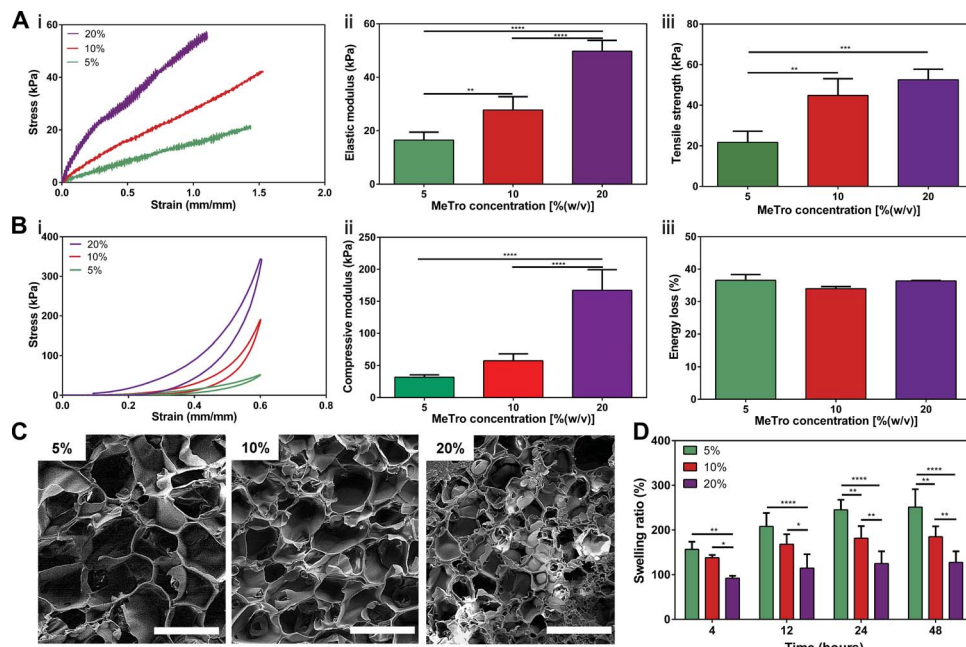 A
i
Stress (kPa)
60
40
20
0
20%
10%
5%
0.0 0.5 1.0 1.5 2.0
Strain (mm/mm)
ii
Elastic modulus (kPa)
60
40
20
0
****
****
**
5 10 20
MeTro concentration [%(w/v)]
iii
Tensile strength (kPa)
80
60
40
20
0
***
**
5 10 20
MeTro concentration [%(w/v)]
B
i
Stress (kPa)
400
300
200
100
0
20%
10%
5%
0.0 0.2 0.4 0.6 0.8
Strain (mm/mm)
ii
Compressive modulus (kPa)
250
200
150
100
50
0
****
****
5 10 20
MeTro concentration [%(w/v)]
iii
Energy loss (%)
50
40
30
20
10
0
5 10 20
MeTro concentration [%(w/v)]
C
5%
10%
20%
D
Swelling ratio (%)
400
300
200
100
0
5%
10%
20%
**
*
****
*
****
**
**
****
**
**
4 12 24 48
Time (hours)